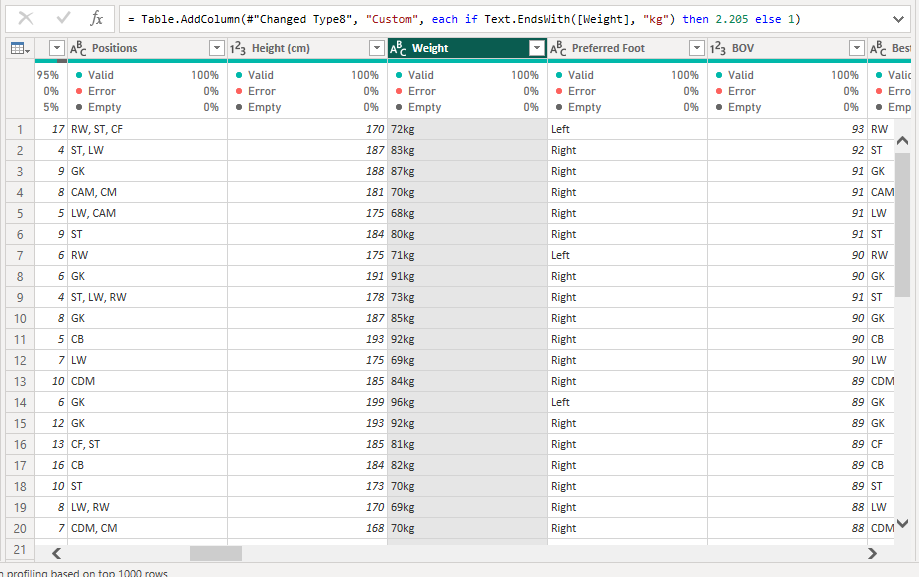 = Table.AddColumn(#"Changed Type8", "Custom", each if Text.EndsWith([Weight], "kg") then 2.205 else 1)
Positions Height (cm) Weight Preferred Foot BOV Best
95% Valid 100% Valid 100% Valid 100% Valid 100% Valid 100% Valid
0% Error 0% Error 0% Error 0% Error 0% Error 0% Erro
5% Empty 0% Empty 0% Empty 0% Empty 0% Empty 0% Emp
1 17 RW, ST, CF 170 72kg Left 93 RW
2 4 ST, LW 187 83kg Right 92 ST
3 9 GK 188 87kg Right 91 GK
4 8 CAM, CM 181 70kg Right 91 CAM
5 5 LW, CAM 175 68kg Right 91 LW
6 9 ST 184 80kg Right 91 ST
7 6 RW 175 71kg Left 90 RW
8 6 GK 191 91kg Right 90 GK
9 4 ST, LW, RW 178 73kg Right 91 ST
10 8 GK 187 85kg Right 90 GK
11 5 CB 193 92kg Right 90 CB
12 7 LW 175 69kg Right 90 LW
13 10 CDM 185 84kg Right 89 CDM
14 6 GK 199 96kg Left 89 GK
15 12 GK 193 92kg Right 89 GK
16 13 CF, ST 185 81kg Right 89 CF
17 16 CB 184 82kg Right 89 CB
18 10 ST 173 70kg Right 89 ST
19 8 LW, RW 170 69kg Right 88 LW
20 7 CDM, CM 168 70kg Right 88 CDM
21
n profiling based on top 1000 rows